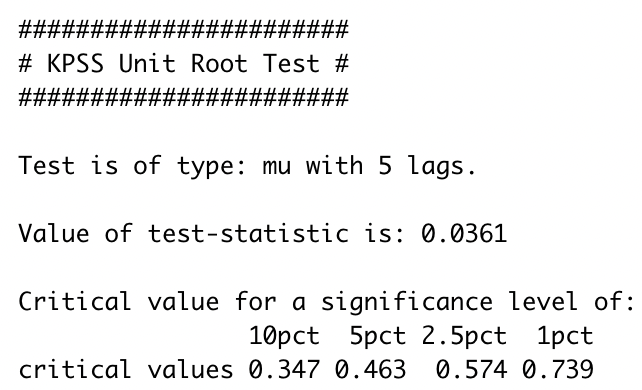 #######################
# KPSS Unit Root Test #
#######################
Test is of type: mu with 5 lags.
Value of test-statistic is: 0.0361
Critical value for a significance level of:
                10pct  5pct 2.5pct  1pct
critical values 0.347 0.463  0.574 0.739